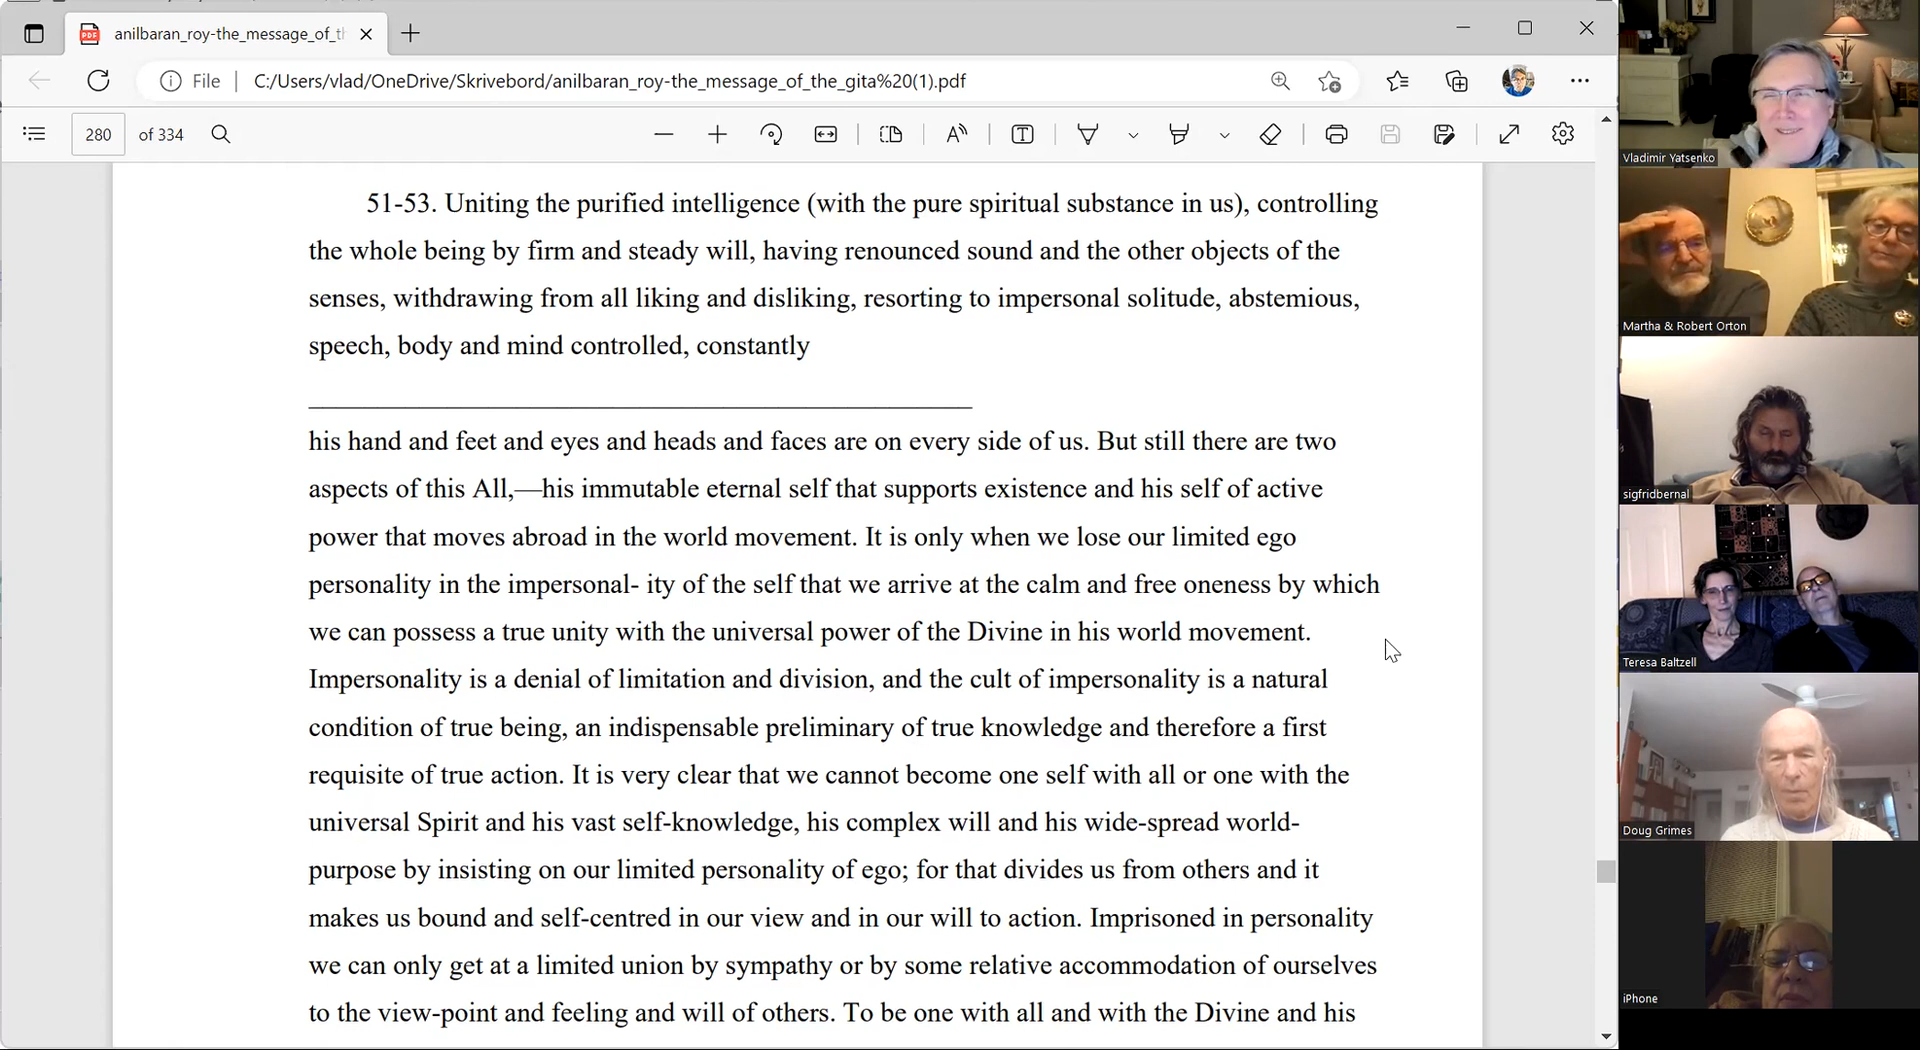 anilbaran_roy-the_message_of_th
File
C:/Users/vlad/OneDrive/Skrivebord/anilbaran_roy-the_message_of_the_gita%20(1).pdf
280 of 334
51-53. Uniting the purified intelligence (with the pure spiritual substance in us), controlling
the whole being by firm and steady will, having renounced sound and the other objects of the
senses, withdrawing from all liking and disliking, resorting to impersonal solitude, abstemious,
speech, body and mind controlled, constantly
his hand and feet and eyes and heads and faces are on every side of us. But still there are two
aspects of this All,—his immutable eternal self that supports existence and his self of active
power that moves abroad in the world movement. It is only when we lose our limited ego
personality in the impersonal- ity of the self that we arrive at the calm and free oneness by which
we can possess a true unity with the universal power of the Divine in his world movement.
Impersonality is a denial of limitation and division, and the cult of impersonality is a natural
condition of true being, an indispensable preliminary of true knowledge and therefore a first
requisite of true action. It is very clear that we cannot become one self with all or one with the
universal Spirit and his vast self-knowledge, his complex will and his wide-spread world-
purpose by insisting on our limited personality of ego; for that divides us from others and it
makes us bound and self-centred in our view and in our will to action. Imprisoned in personality
we can only get at a limited union by sympathy or by some relative accommodation of ourselves
to the view-point and feeling and will of others. To be one with all and with the Divine and his
Vladimir Yatsenko
Martha & Robert Orton
sigfridbernal
Teresa Baltzell
Doug Grimes
iPhone